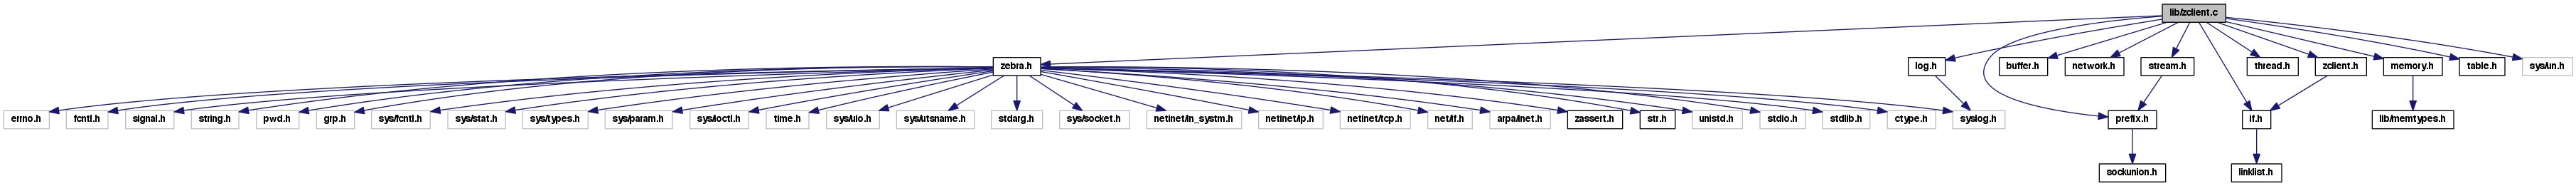 lib/zclient.c
zebra.h
log.h
buffer.h
network.h
stream.h
thread.h
zclient.h
memory.h
table.h
sys/un.h
errno.h
fcntl.h
signal.h
string.h
pwd.h
grp.h
sys/fcntl.h
sys/stat.h
sys/types.h
sys/param.h
sys/ioctl.h
time.h
sys/uio.h
sys/utsname.h
stdarg.h
sys/socket.h
netinet/in_systm.h
netinet/ip.h
netinet/tcp.h
net/if.h
arpa/inet.h
zassert.h
str.h
unistd.h
stdio.h
stdlib.h
ctype.h
syslog.h
prefix.h
if.h
lib/memtypes.h
sockunion.h
linklist.h